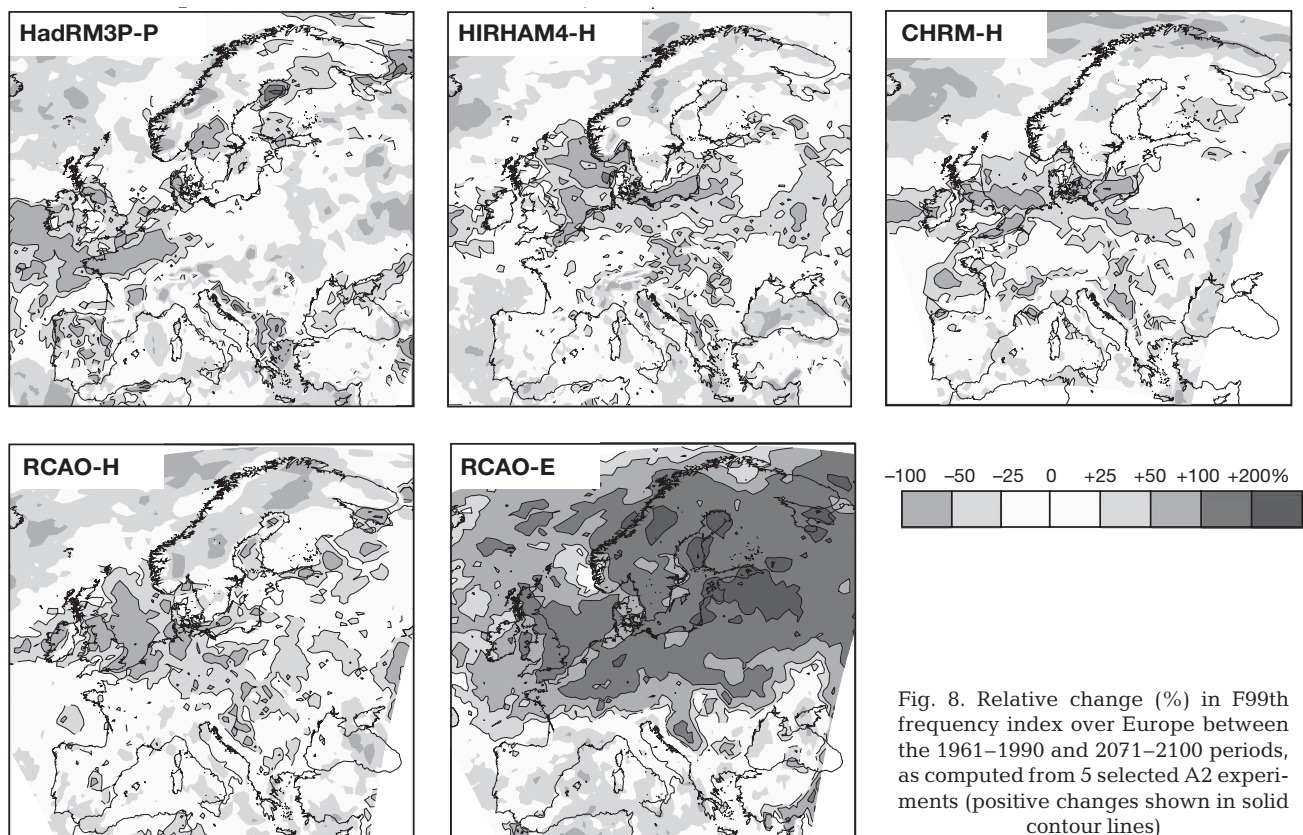 HadRM3P-P
HIRHAM4-H
CHRM-H
RCAO-H
RCAO-E
–100 –50 –25 0 +25 +50 +100 +200%
Fig. 8. Relative change (%) in F99th
frequency index over Europe between
the 1961–1990 and 2071–2100 periods,
as computed from 5 selected A2 experi-
ments (positive changes shown in solid
contour lines)